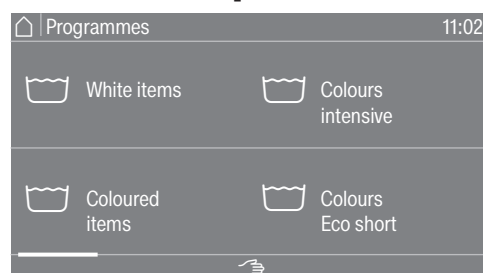 Programmes 11:02
White items
Colours
intensive
Coloured
items
Colours
Eco short